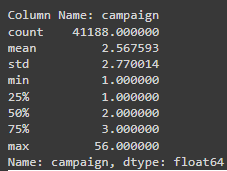 Column Name: campaign
count    41188.000000
mean         2.567593
std          2.770014
min          1.000000
25%          1.000000
50%          2.000000
75%          3.000000
max         56.000000
Name: campaign, dtype: float64